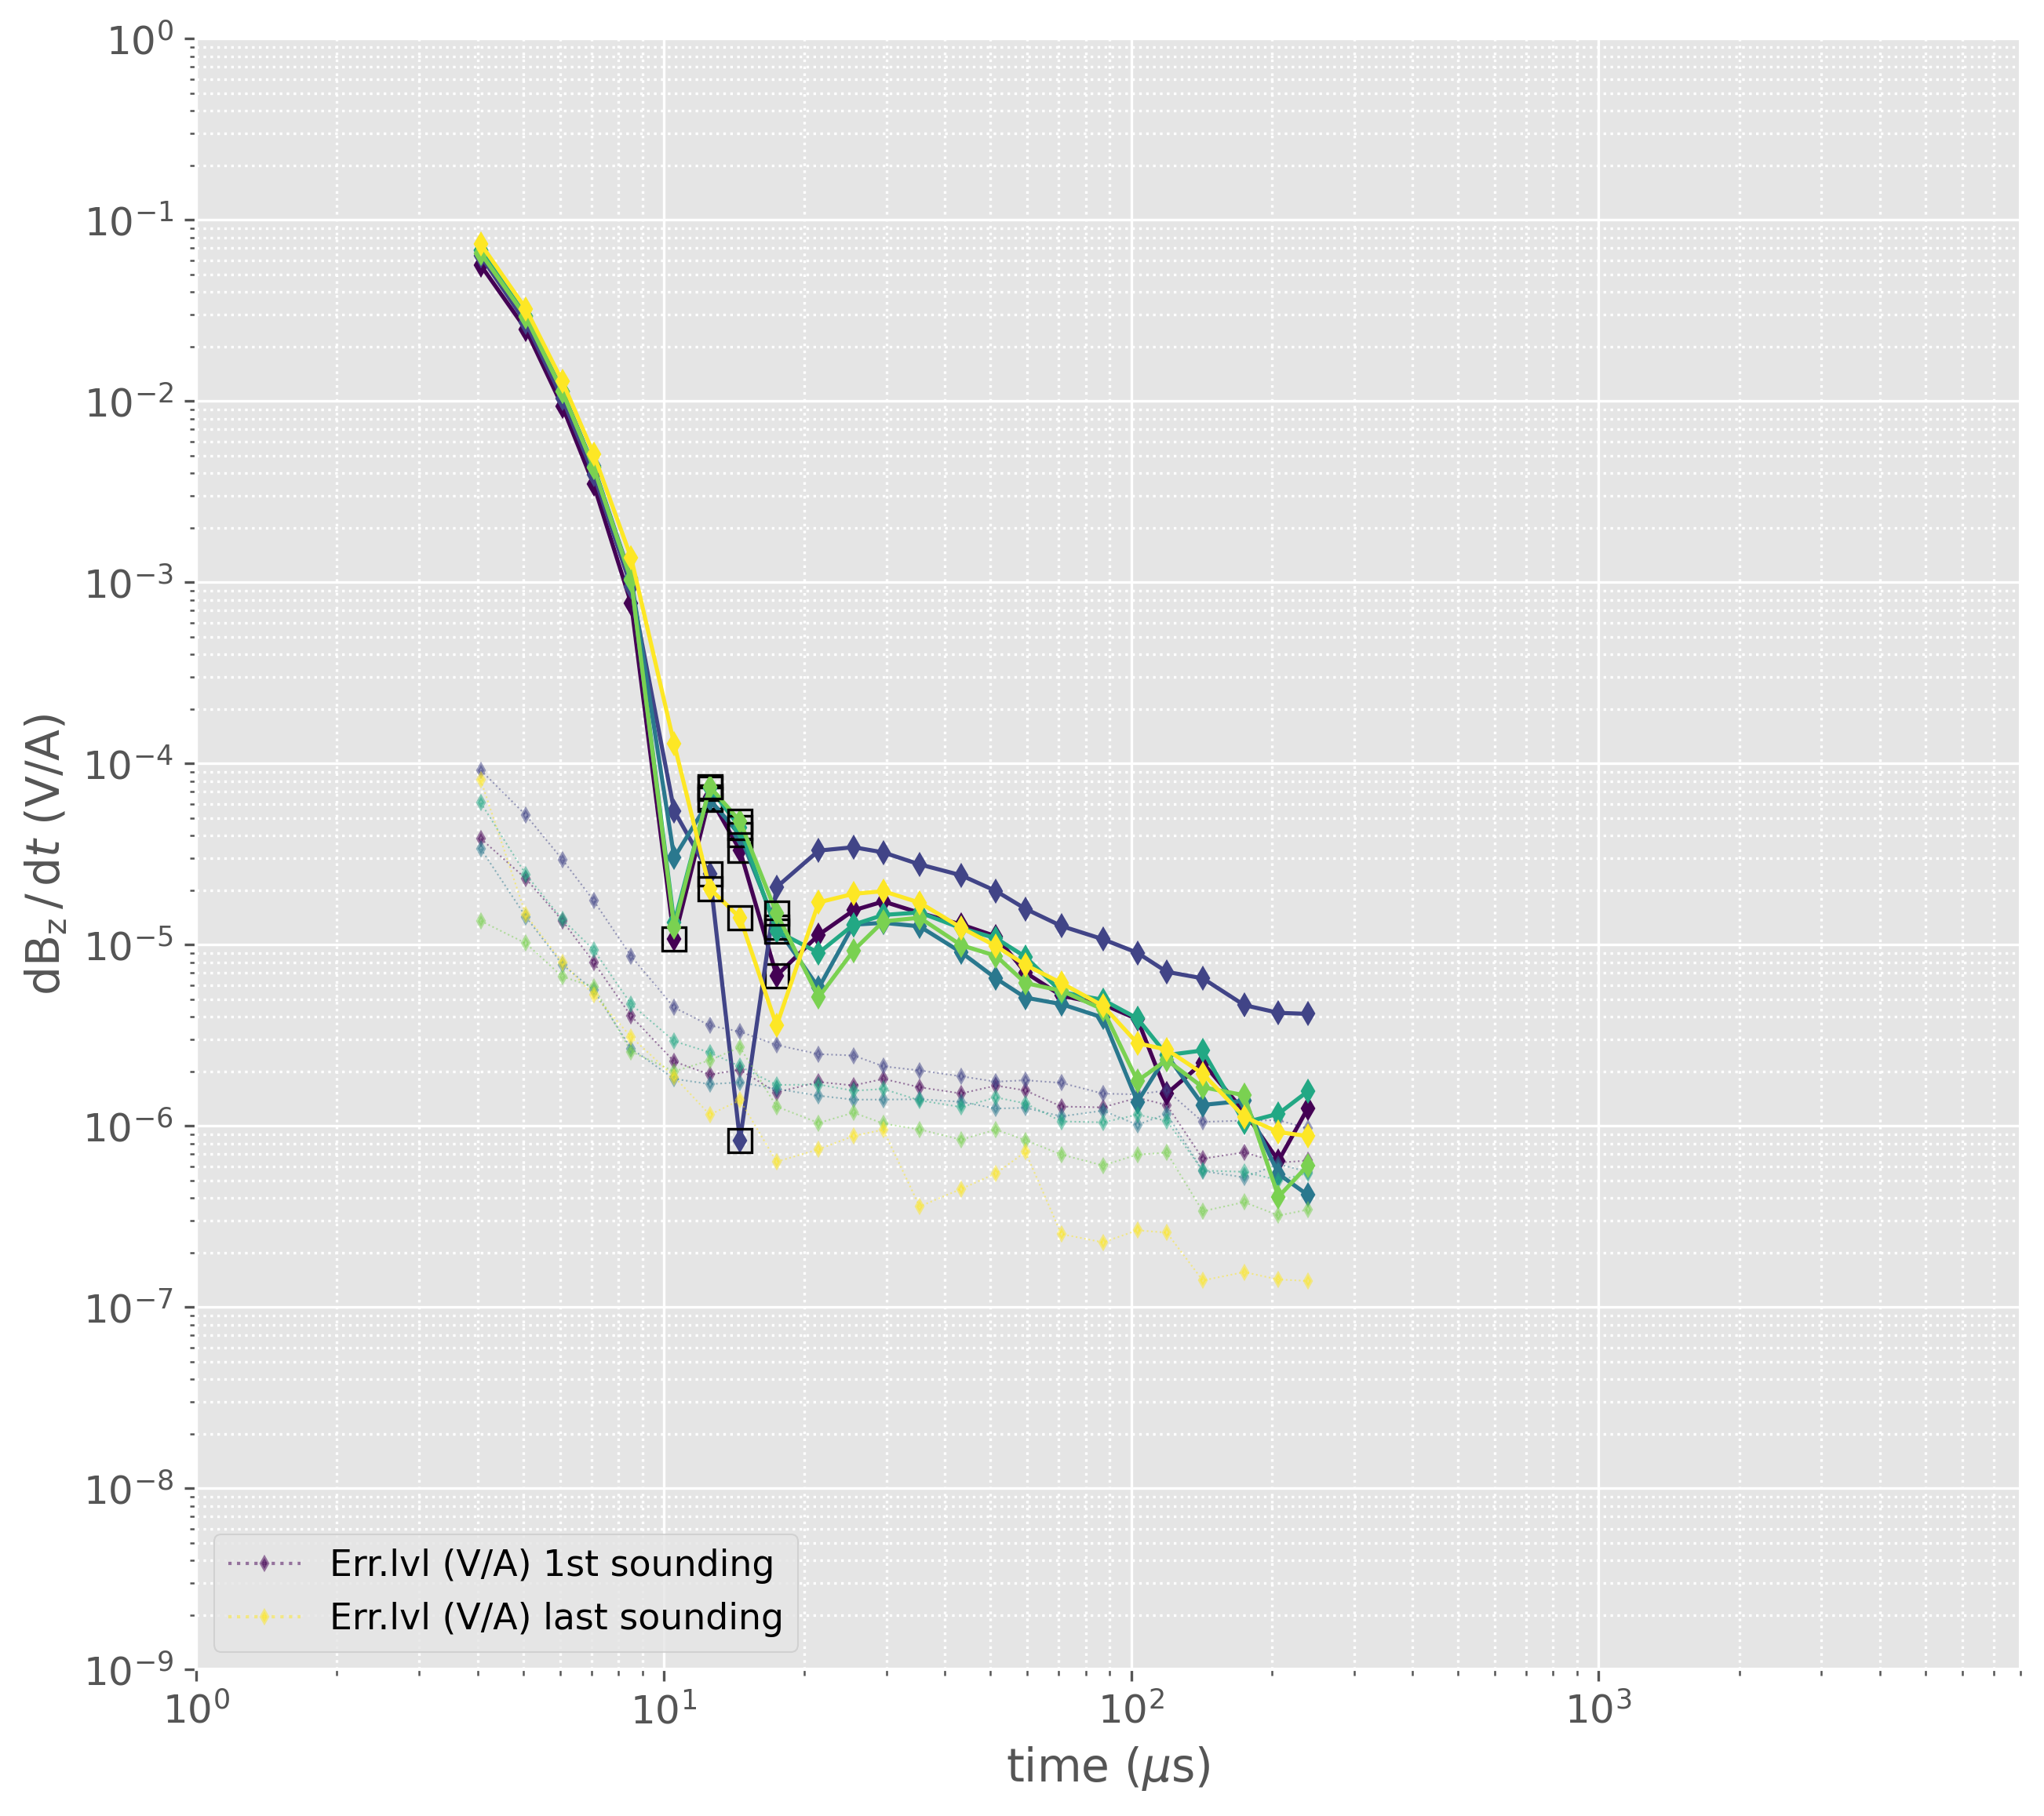 10⁰
10⁻¹
10⁻²
10⁻³
10⁻⁴
10⁻⁵
10⁻⁶
10⁻⁷
10⁻⁸
10⁻⁹
dB_z / dt (V/A)
Err.lvl (V/A) 1st sounding
Err.lvl (V/A) last sounding
10⁰ 10¹ 10² 10³
time (μs)